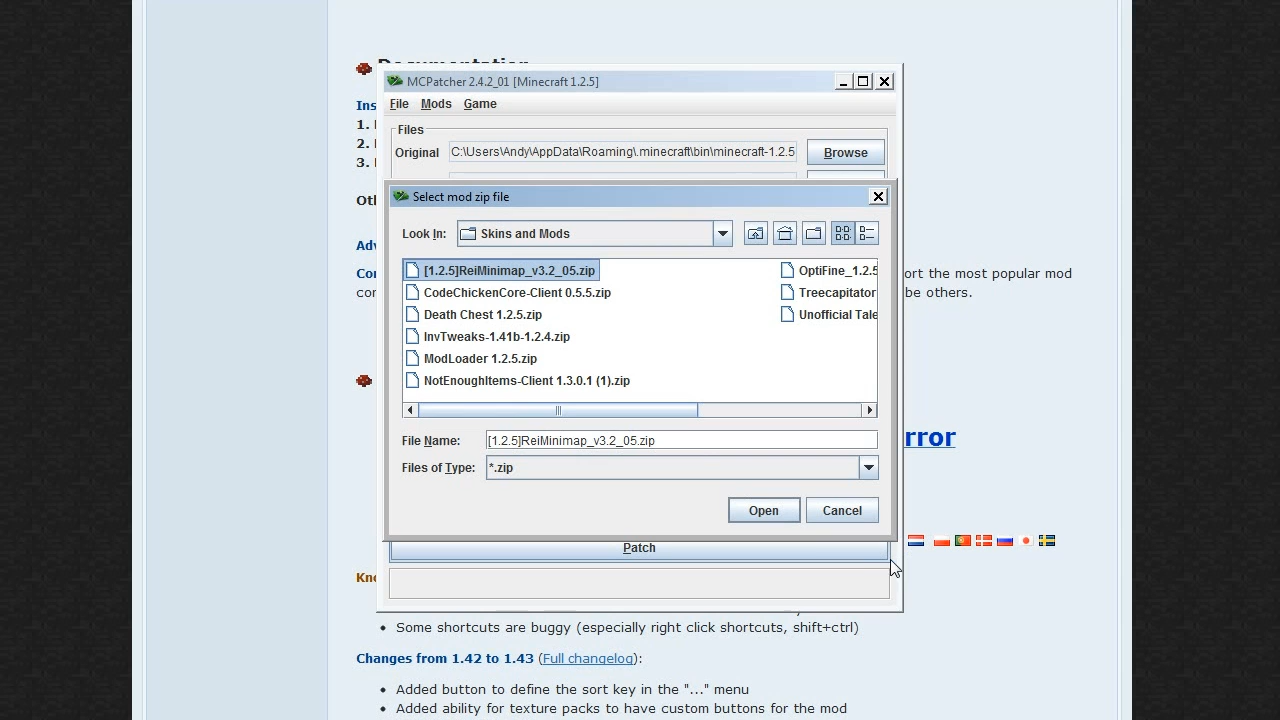 MCPatcher 2.4.2_01 [Minecraft 1.2.5]
File Mods Game
Ins
Files
1.
Original C:\Users\Andy\AppData\Roaming\.minecraft\bin\minecraft-1.2.5 Browse
2.
3.
Select mod zip file
Look In: Skins and Mods
[1.2.5]ReiMinimap_v3.2_05.zip
OptiFine_1.2.5
CodeChickenCore-Client 0.5.5.zip
Treecapitator
Death Chest 1.2.5.zip
Unofficial Tale
InvTweaks-1.41b-1.2.4.zip
ModLoader 1.2.5.zip
NotEnoughItems-Client 1.3.0.1 (1).zip
ort the most popular mod
be others.
File Name: [1.2.5]ReiMinimap_v3.2_05.zip
Files of Type: *.zip
Open Cancel
rror
Patch
• Some shortcuts are buggy (especially right click shortcuts, shift+ctrl)
Changes from 1.42 to 1.43 (Full changelog):
• Added button to define the sort key in the "..." menu
• Added ability for texture packs to have custom buttons for the mod